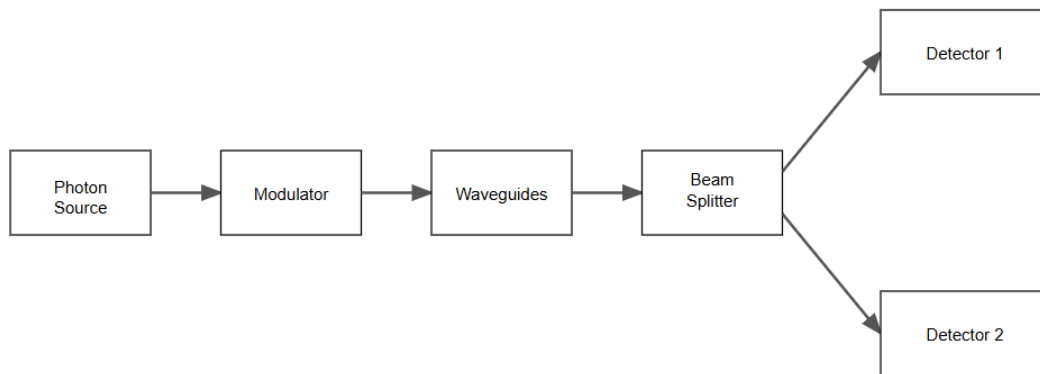 Detector 1
Photon
Source
Modulator
Waveguides
Beam
Splitter
Detector 2